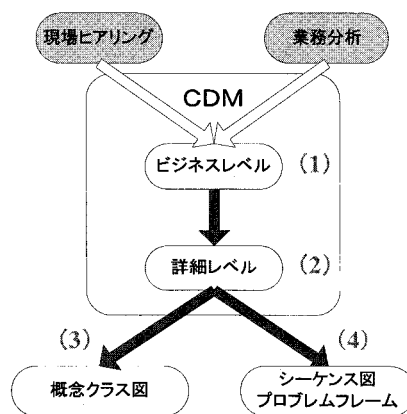 現場ヒアリング
業務分析
CDM
ビジネスレベル
(1)
詳細レベル
(2)
(3)
(4)
概念クラス図
シーケンス図
プロブレムフレーム